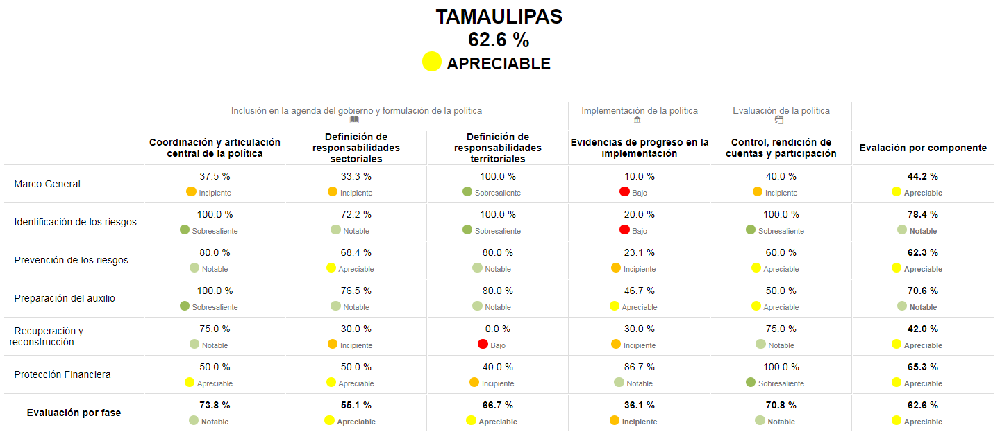 TAMAULIPAS
62.6 %
APRECIABLE
Inclusión en la agenda del gobierno y formulación de la política
Implementación de la política
Evaluación de la política
Coordinación y articulación
central de la política
Definición de
responsabilidades
sectoriales
Definición de
responsabilidades
territoriales
Evidencias de progreso en la
implementación
Control, rendición de
cuentas y participación
Evalación por componente
Marco General
37.5 %
Incipiente
33.3 %
Incipiente
100.0 %
Sobresaliente
10.0 %
Bajo
40.0 %
Incipiente
44.2 %
Apreciable
Identificación de los riesgos
100.0 %
Sobresaliente
72.2 %
Notable
100.0 %
Sobresaliente
20.0 %
Bajo
100.0 %
Sobresaliente
78.4 %
Notable
Prevención de los riesgos
80.0 %
Notable
68.4 %
Apreciable
80.0 %
Notable
23.1 %
Incipiente
60.0 %
Apreciable
62.3 %
Apreciable
Preparación del auxilio
100.0 %
Sobresaliente
76.5 %
Notable
80.0 %
Notable
46.7 %
Apreciable
50.0 %
Apreciable
70.6 %
Notable
Recuperación y
reconstrucción
75.0 %
Notable
30.0 %
Incipiente
0.0 %
Bajo
30.0 %
Incipiente
75.0 %
Notable
42.0 %
Apreciable
Protección Financiera
50.0 %
Apreciable
50.0 %
Apreciable
40.0 %
Incipiente
86.7 %
Notable
100.0 %
Sobresaliente
65.3 %
Apreciable
Evaluación por fase
73.8 %
Notable
55.1 %
Apreciable
66.7 %
Apreciable
36.1 %
Incipiente
70.8 %
Notable
62.6 %
Apreciable